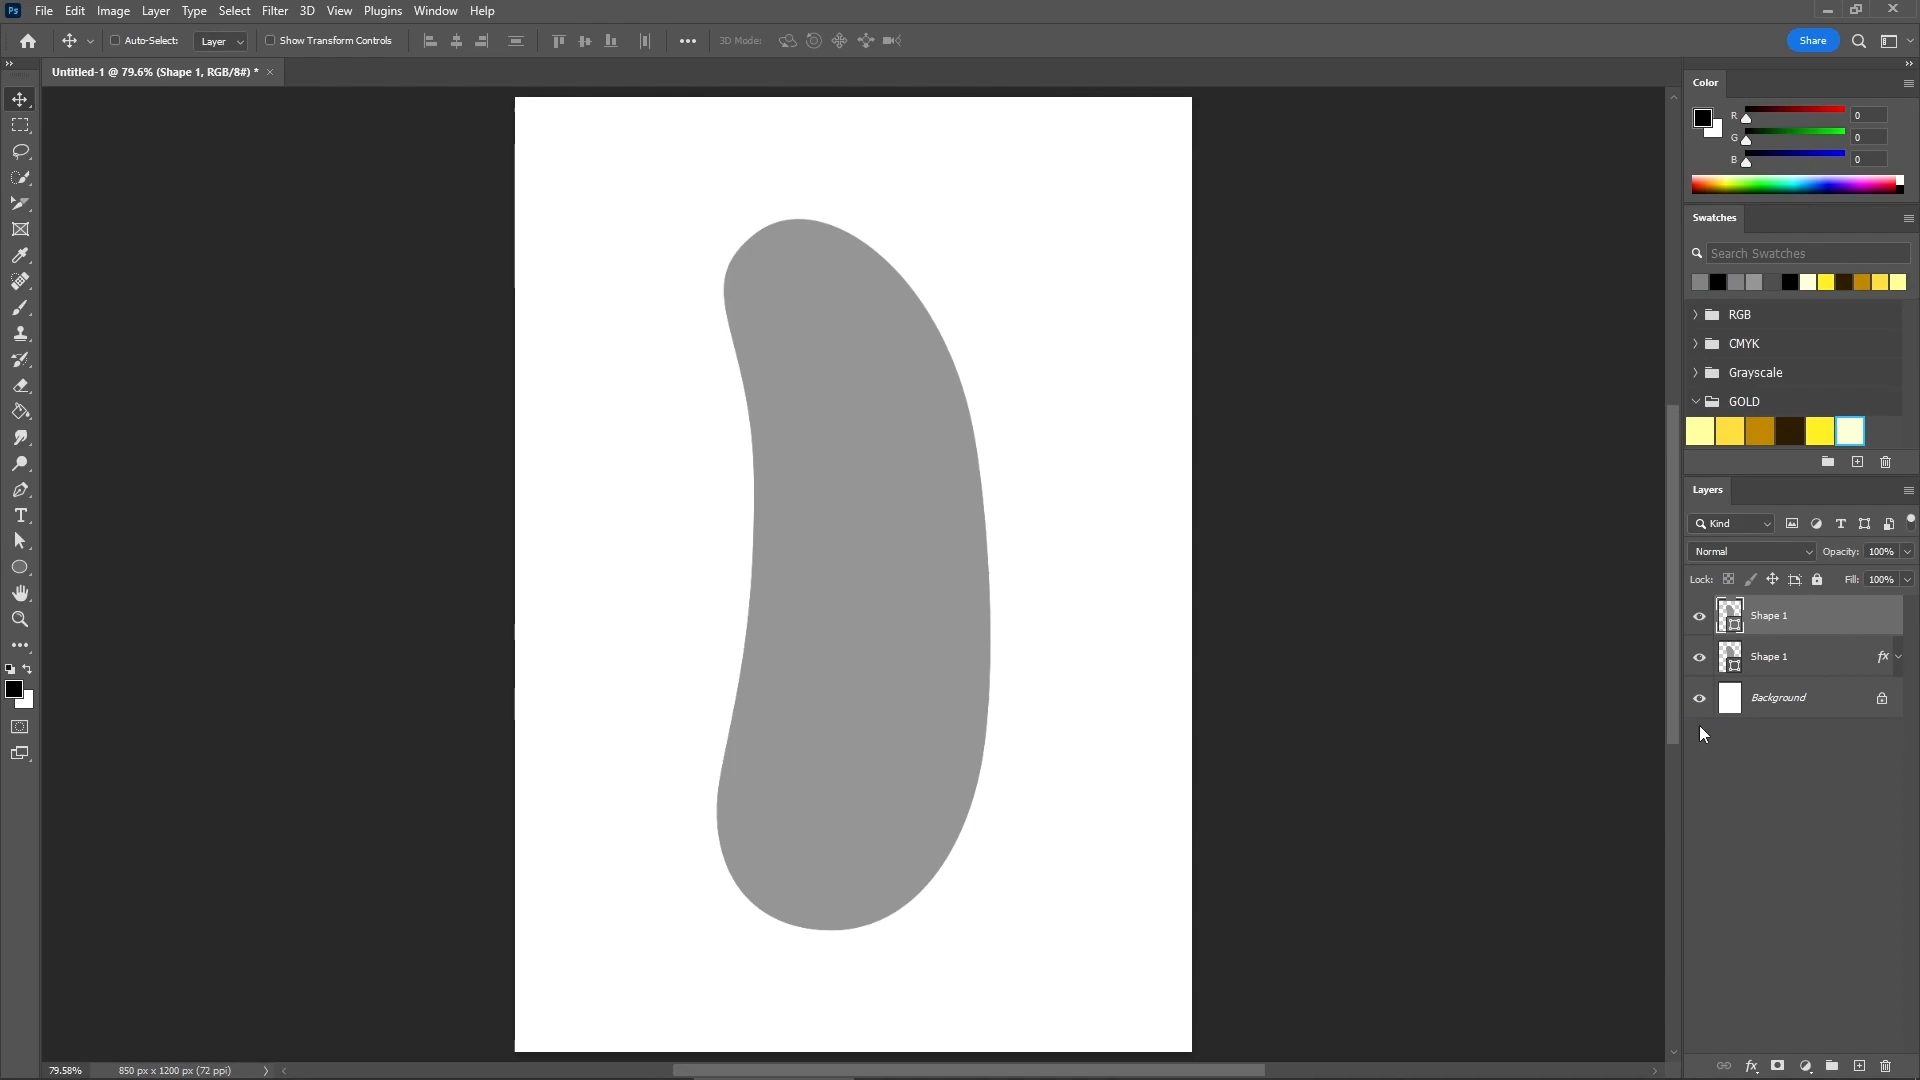 Ps File Edit Image Layer Type Select Filter 3D View Plugins Window Help
Auto-Select: Layer Show Transform Controls 3D Mode: Share
Untitled-1 @ 79.6% (Shape 1, RGB/8#) *
Color
R 0
G 0
B 0
Swatches
Search Swatches
RGB
CMYK
Grayscale
GOLD
Layers
Kind
Normal Opacity: 100%
Lock: Fill: 100%
Shape 1
Shape 1 fx
Background
79.58% 850 px x 1200 px (72 ppi)
fx